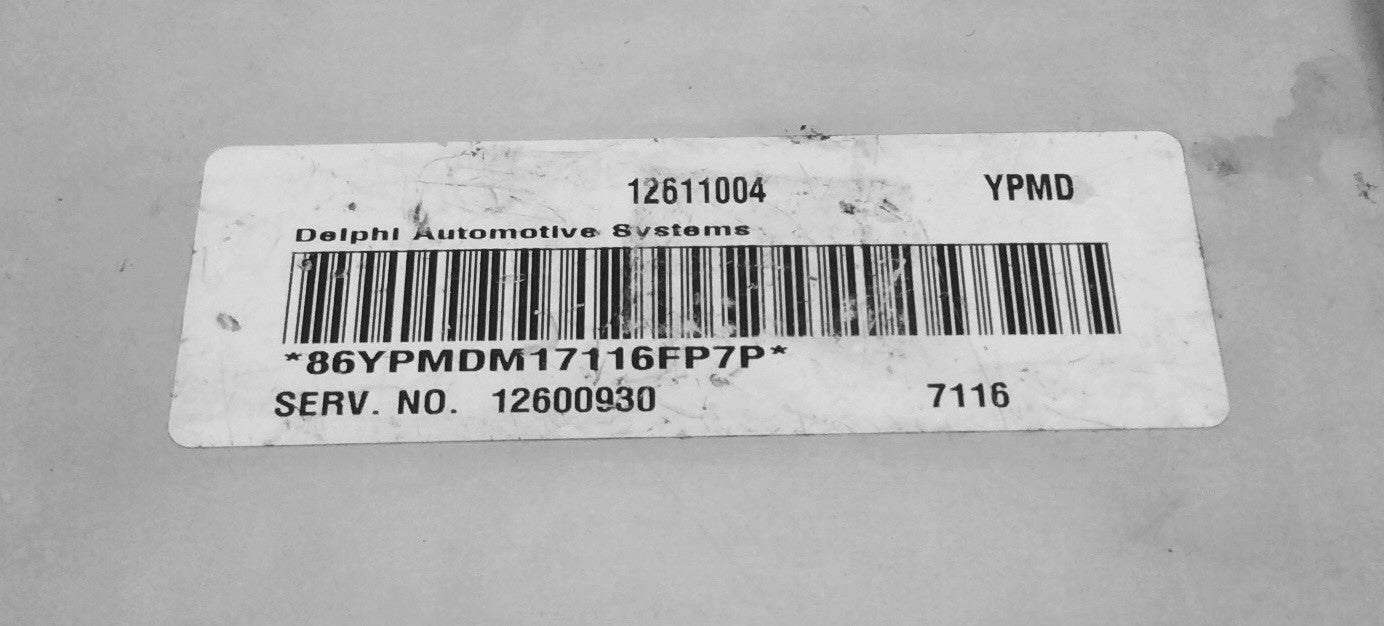 12611004 YPMD
Delphi Automotive Systems
*86YPMDM17116FP7P*
SERV. NO. 12600930 7116